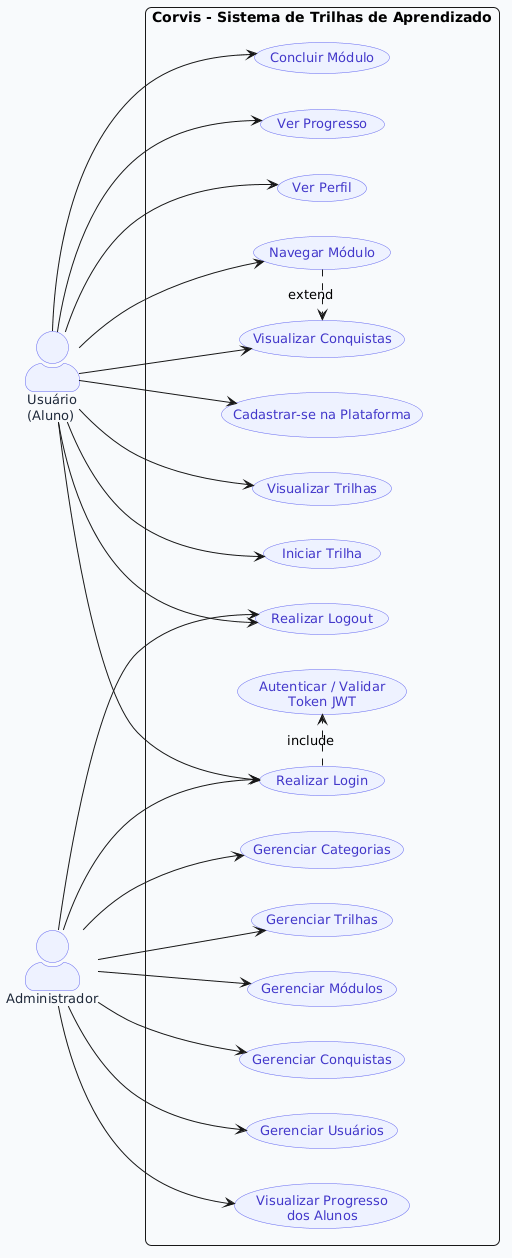 Corvis - Sistema de Trilhas de Aprendizado
Concluir Módulo
Ver Progresso
Ver Perfil
Navegar Módulo
extend
Visualizar Conquistas
Usuário
(Aluno)
Cadastrar-se na Plataforma
Visualizar Trilhas
Iniciar Trilha
Realizar Logout
Autenticar / Validar
Token JWT
include
Realizar Login
Gerenciar Categorias
Gerenciar Trilhas
Administrador
Gerenciar Módulos
Gerenciar Conquistas
Gerenciar Usuários
Visualizar Progresso
dos Alunos